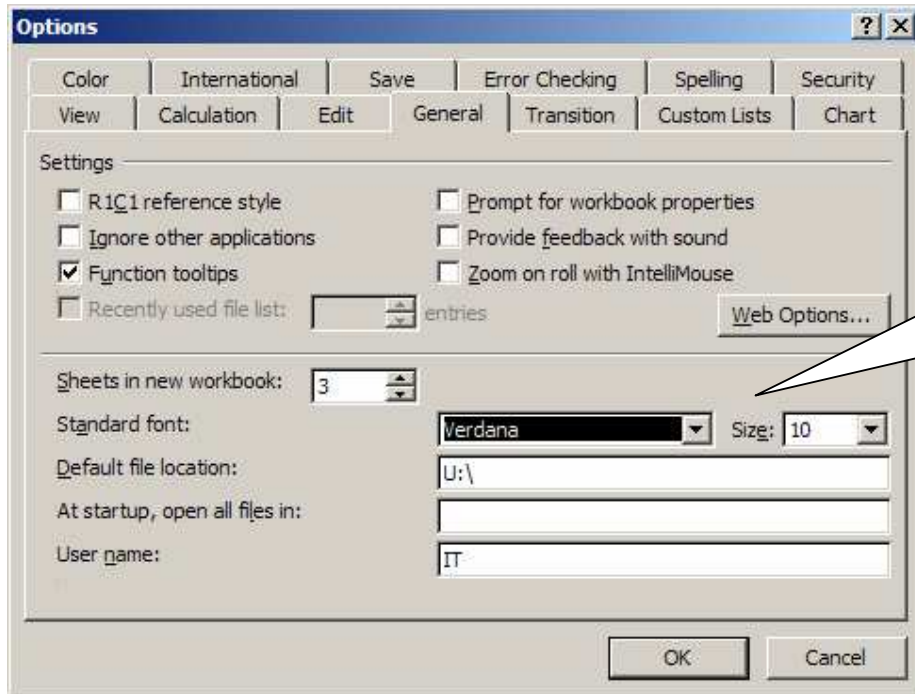 Options
Color International Save Error Checking Spelling Security
View Calculation Edit General Transition Custom Lists Chart
Settings
R1C1 reference style Prompt for workbook properties
Ignore other applications Provide feedback with sound
Function tooltips Zoom on roll with IntelliMouse
Recently used file list: entries Web Options...
Sheets in new workbook: 3
Standard font: Verdana Size: 10
Default file location: U:\
At startup, open all files in:
User name: IT
OK Cancel